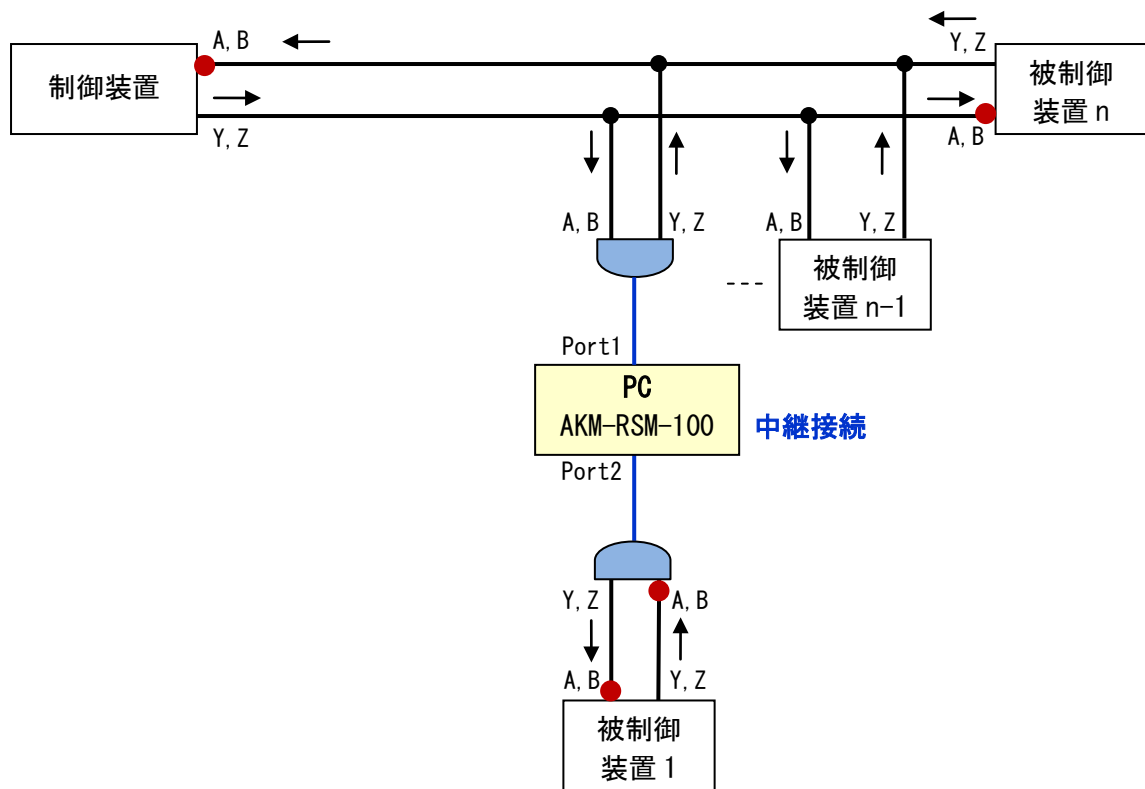 A, B
Y, Z
制御装置
被制御
装置 n
Y, Z
A, B
A, B
Y, Z
A, B
Y, Z
被制御
装置 n-1
---
Port1
PC
AKM-RSM-100
中継接続
Port2
Y, Z
A, B
A, B
Y, Z
被制御
装置 1